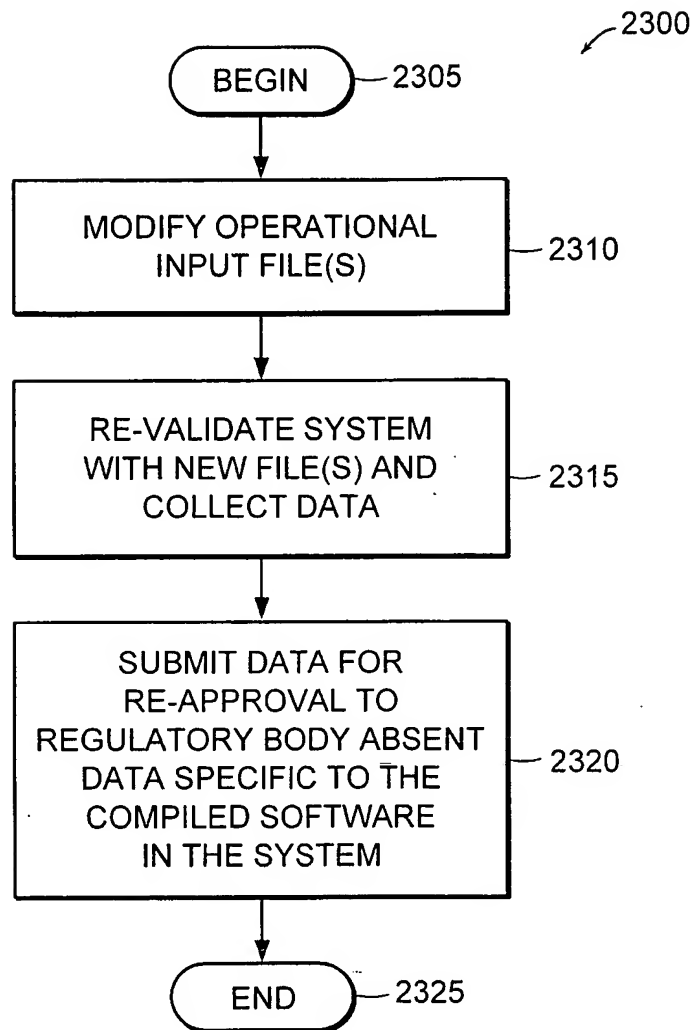 2300
BEGIN
2305
MODIFY OPERATIONAL
INPUT FILE(S)
2310
RE-VALIDATE SYSTEM
WITH NEW FILE(S) AND
COLLECT DATA
2315
SUBMIT DATA FOR
RE-APPROVAL TO
REGULATORY BODY ABSENT
DATA SPECIFIC TO THE
COMPILED SOFTWARE
IN THE SYSTEM
2320
END
2325